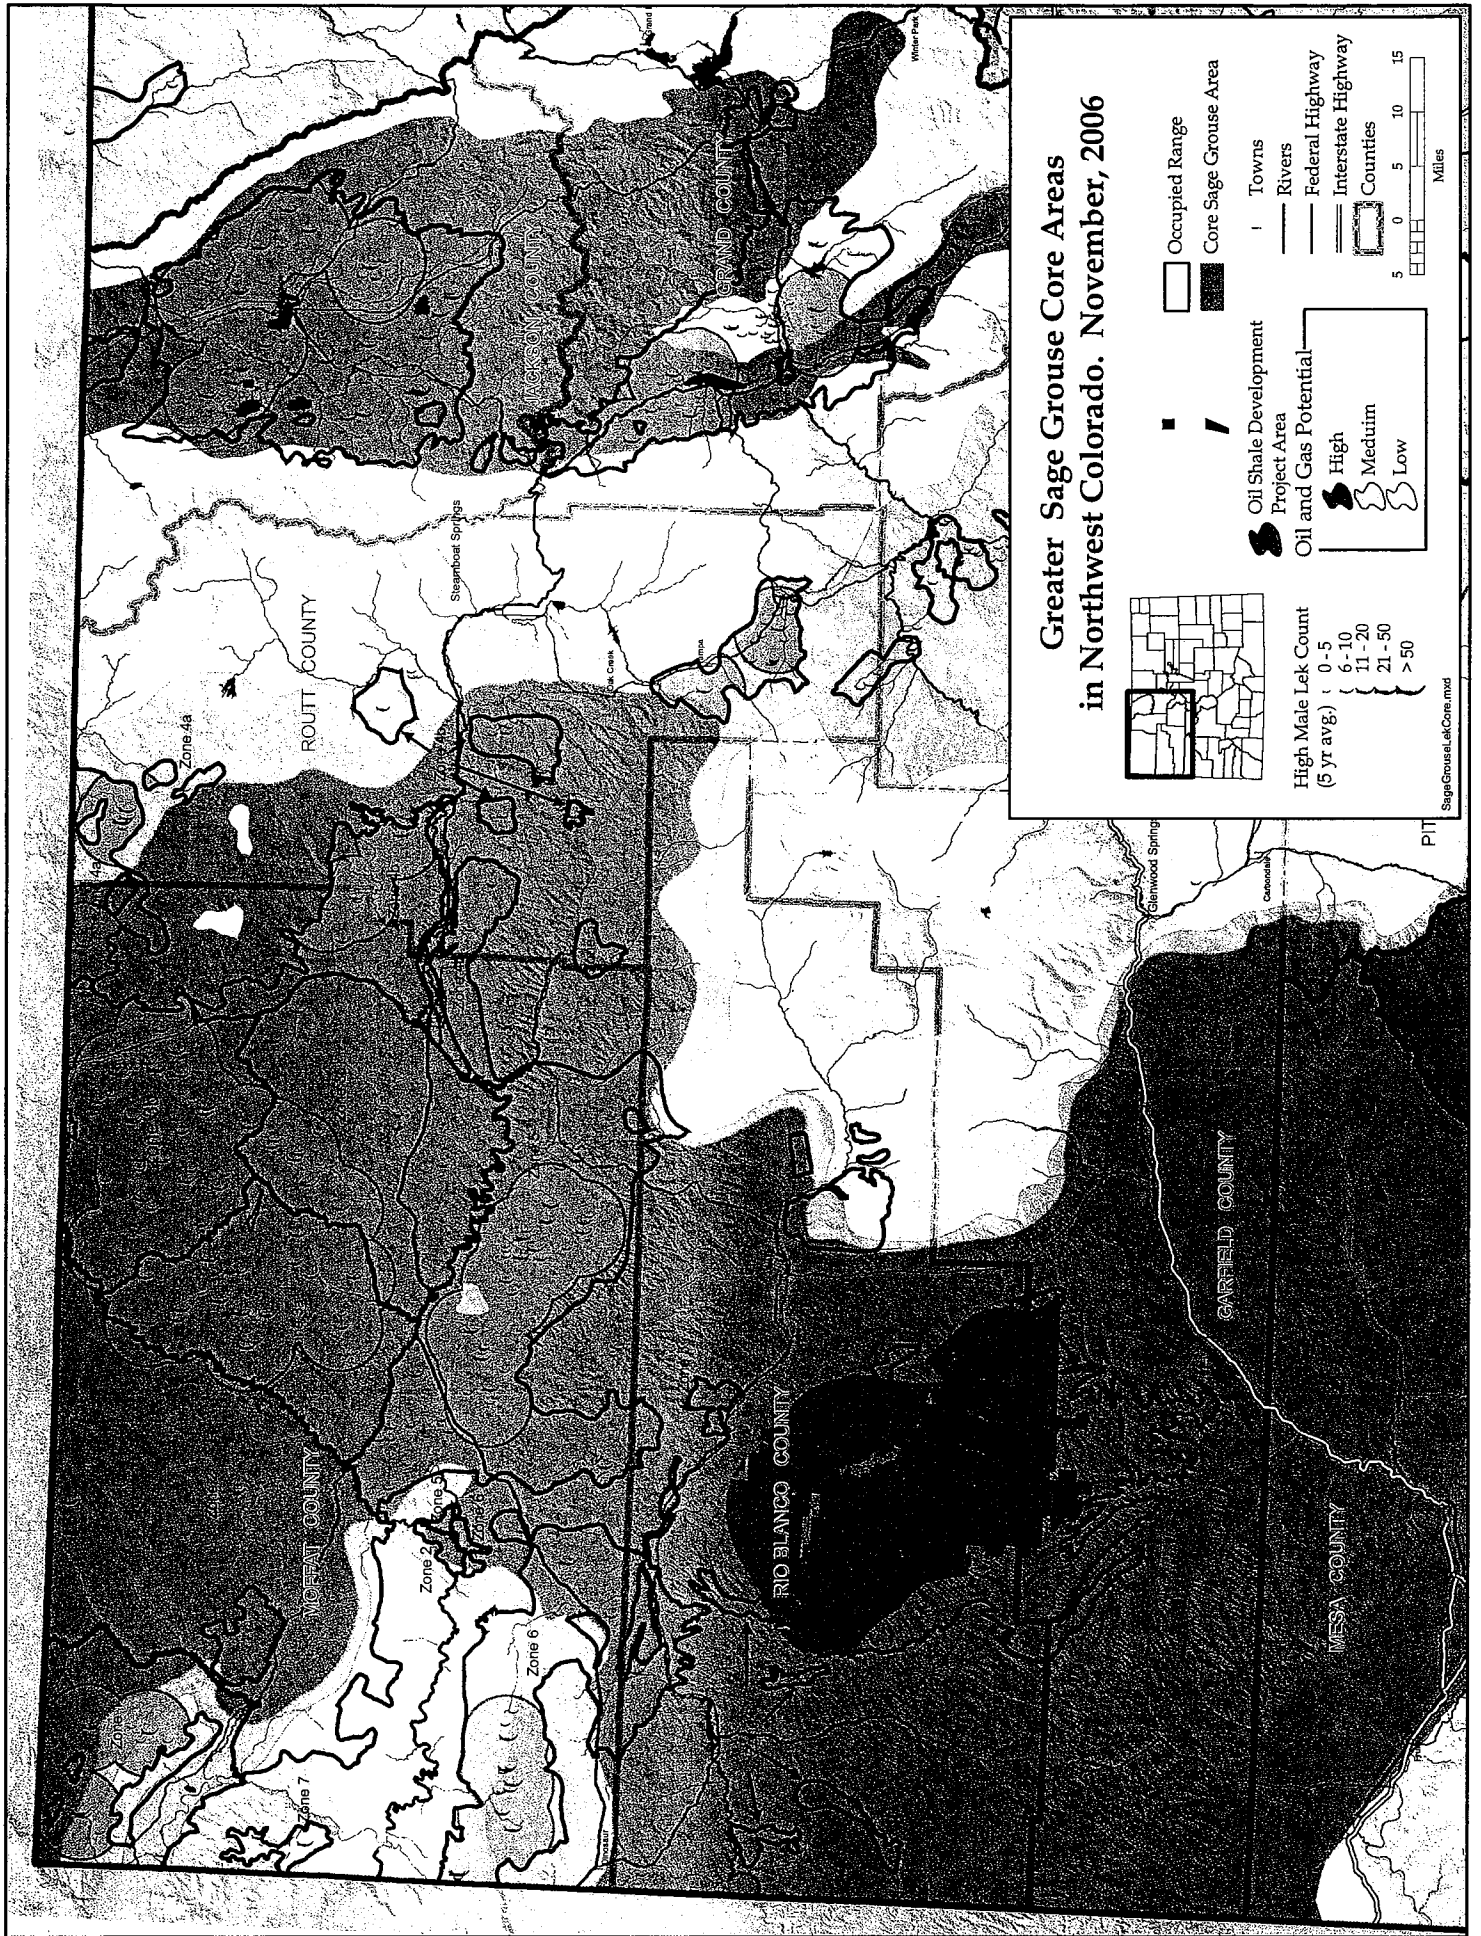 Greater Sage Grouse Core Areas
in Northwest Colorado. November, 2006
Occupied Range
Core Sage Grouse Area
Towns
Rivers
Federal Highway
Interstate Highway
Counties
5 0 5 10 15
Miles
Oil Shale Development
Project Area
Oil and Gas Potential
High
Meduim
Low
High Male Lek Count
(5 yr avg.)
0 - 5
6 - 10
11 - 20
21 - 50
> 50
SageGrouseLekCore.mxd
MOFFAT COUNTY
ROUTT COUNTY
JACKSON COUNTY
GRAND COUNTY
RIO BLANCO COUNTY
GARFIELD COUNTY
MESA COUNTY
PIT
Zone 7
Zone 6
Zone 2
Zone 5
Zone 4a
Steamboat Springs
Oak Creek
Glenwood Springs
Carbondale
Winter Park